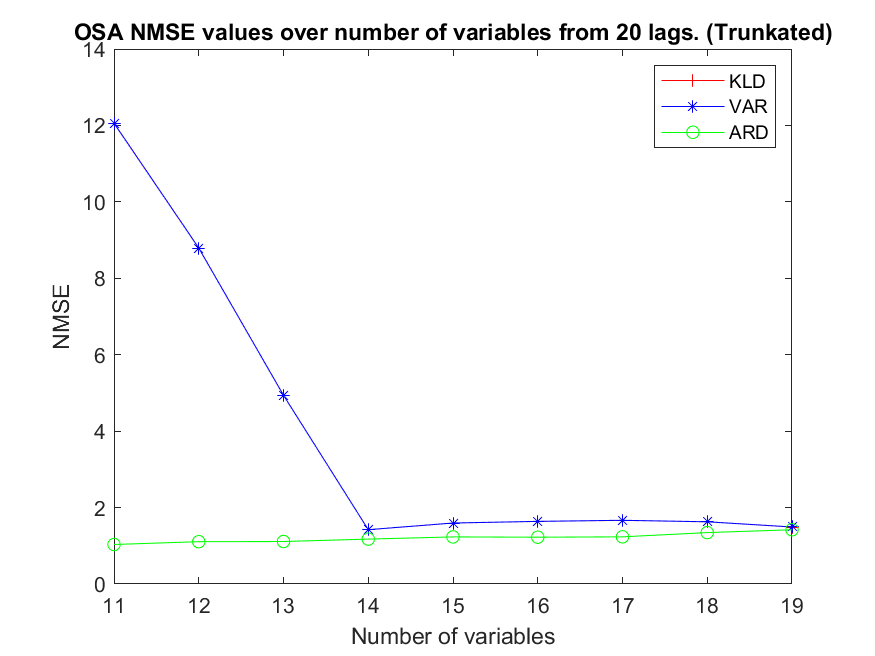 OSA NMSE values over number of variables from 20 lags. (Trunkated)
14
12
10
8
6
4
2
0
NMSE
KLD
VAR
ARD
11 12 13 14 15 16 17 18 19
Number of variables